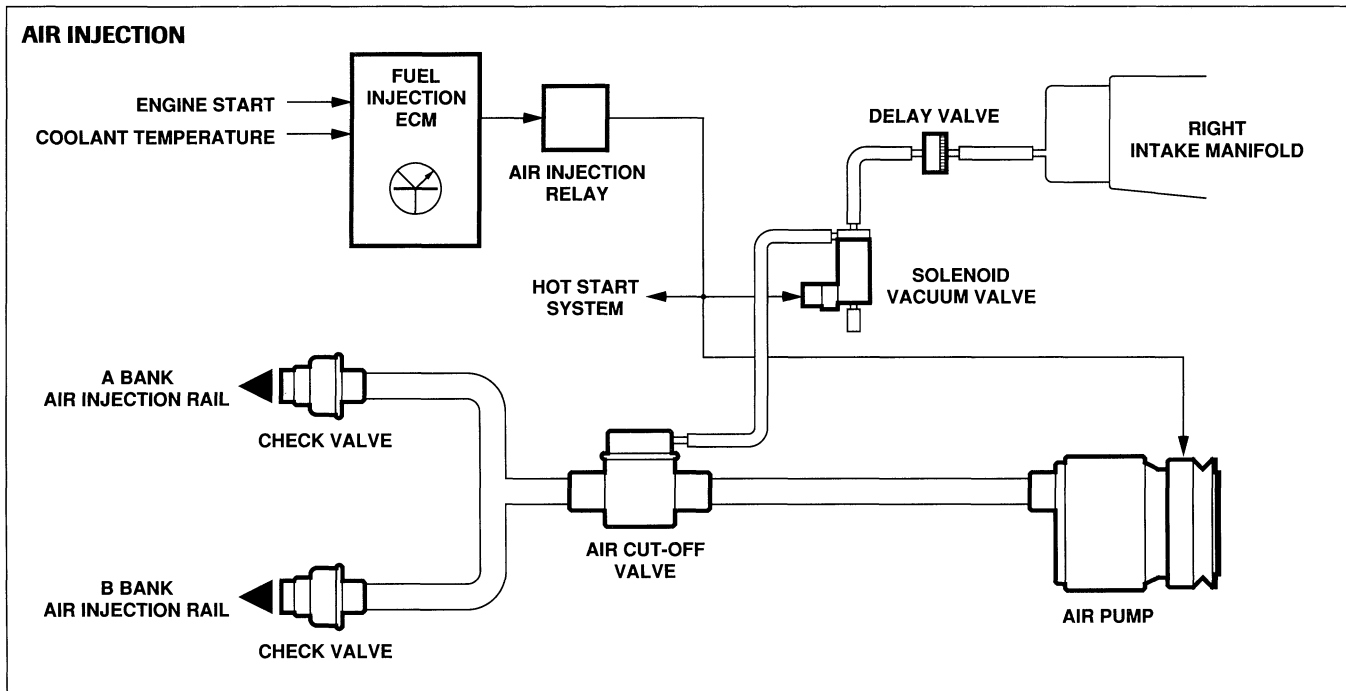 AIR INJECTION
ENGINE START
COOLANT TEMPERATURE
FUEL
INJECTION
ECM
AIR INJECTION
RELAY
DELAY VALVE
RIGHT
INTAKE MANIFOLD
HOT START
SYSTEM
SOLENOID
VACUUM VALVE
A BANK
AIR INJECTION RAIL
CHECK VALVE
AIR CUT-OFF
VALVE
B BANK
AIR INJECTION RAIL
CHECK VALVE
AIR PUMP